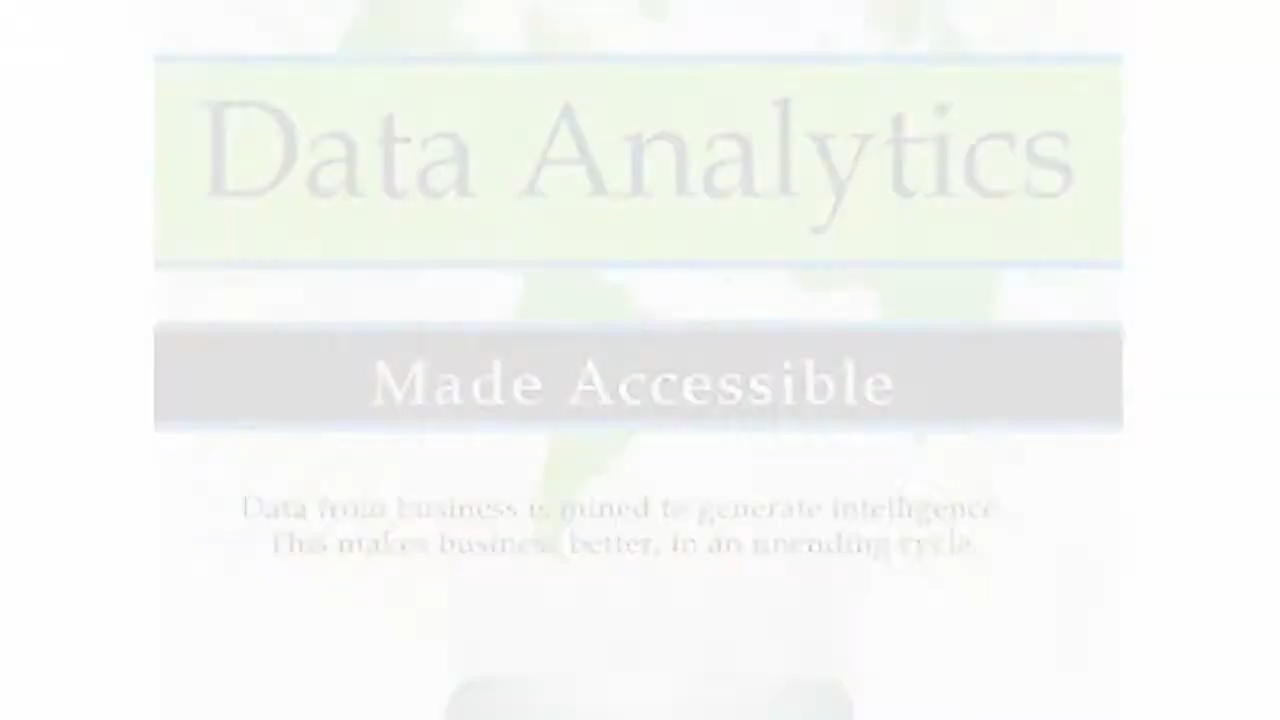 Data Analytics
Made Accessible
Data from business is mined to generate intelligence.
This makes business better, in an unending cycle.